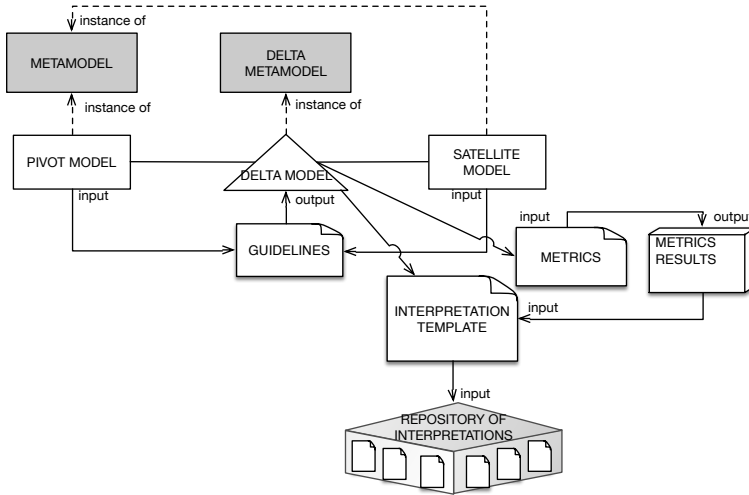 instance of
METAMODEL
DELTA
METAMODEL
instance of
instance of
PIVOT MODEL
DELTA MODEL
SATELLITE
MODEL
input
output
input
GUIDELINES
input
output
METRICS
METRICS
RESULTS
input
INTERPRETATION
TEMPLATE
input
REPOSITORY OF
INTERPRETATIONS